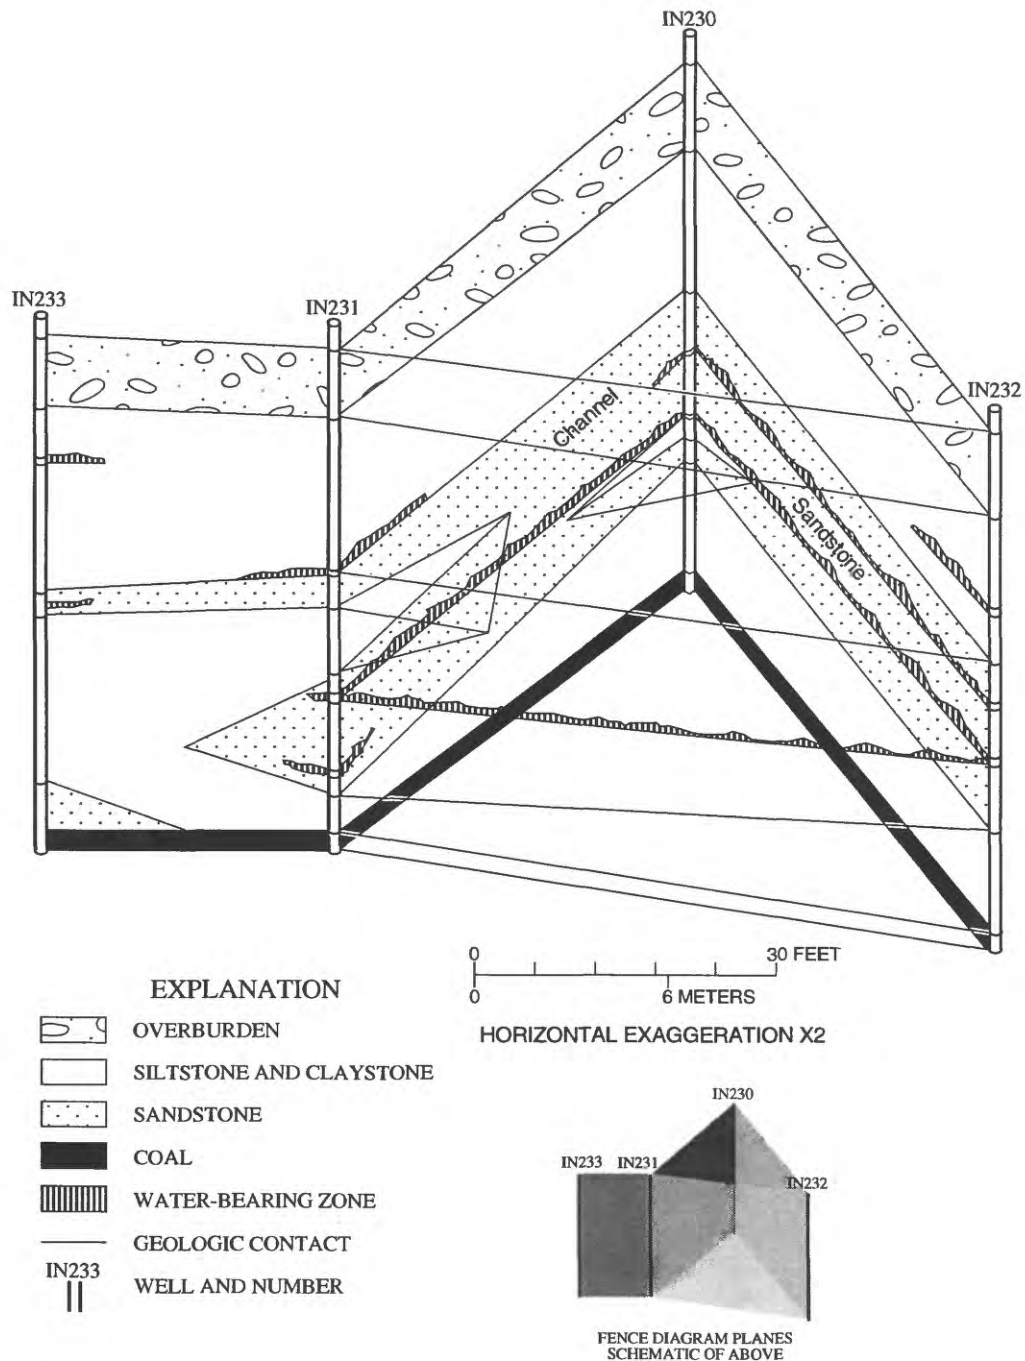 IN230
IN233
IN231
IN232
Channel
Sandstone
0 30 FEET
0 6 METERS
HORIZONTAL EXAGGERATION X2
EXPLANATION
OVERBURDEN
SILTSTONE AND CLAYSTONE
SANDSTONE
COAL
WATER-BEARING ZONE
GEOLOGIC CONTACT
IN233
WELL AND NUMBER
IN230
IN233 IN231
IN232
FENCE DIAGRAM PLANES
SCHEMATIC OF ABOVE